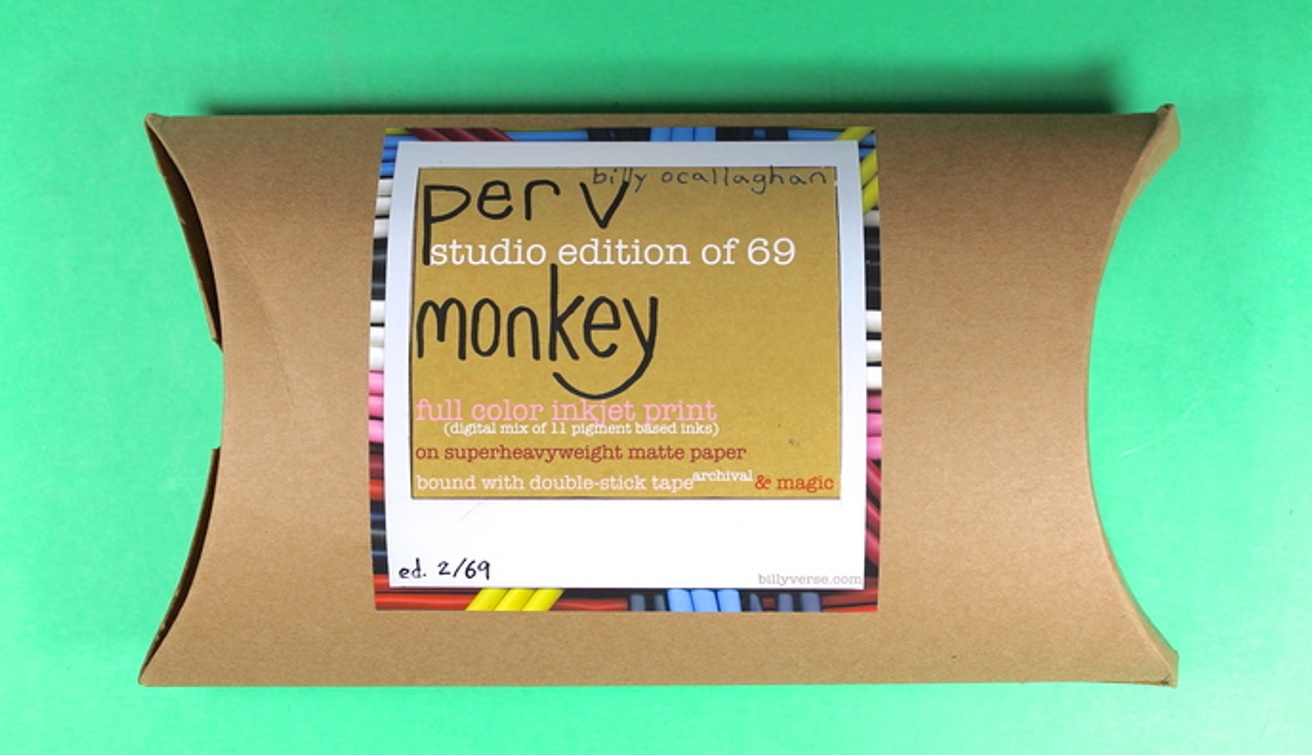 billy ocallaghan
perv
studio edition of 69
monkey
full color inkjet print
(digital mix of 11 pigment based inks)
on superheavyweight matte paper
bound with double-stick tape archival & magic
ed. 2/69
billyverse.com